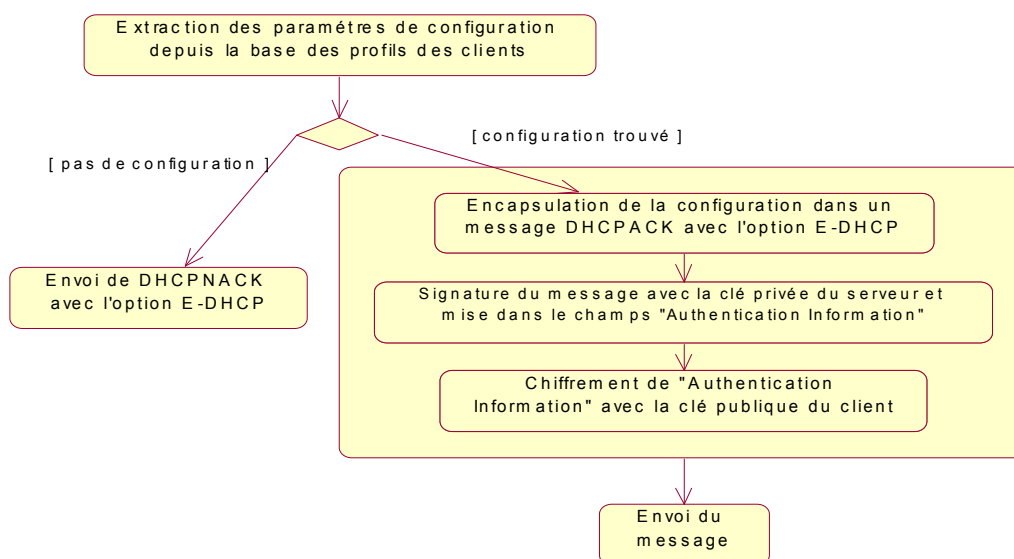 Extraction des paramétres de configuration
depuis la base des profils des clients
[ configuration trouvé ]
[ pas de configuration ]
Encapsulation de la configuration dans un
message DHCPACK avec l'option E-DHCP
Envoi de DHCPNACK
avec l'option E-DHCP
Signature du message avec la clé privée du serveur et
mise dans le champs "Authentication Information"
Chiffrement de "Authentication
Information" avec la clé publique du client
Envoi du
message